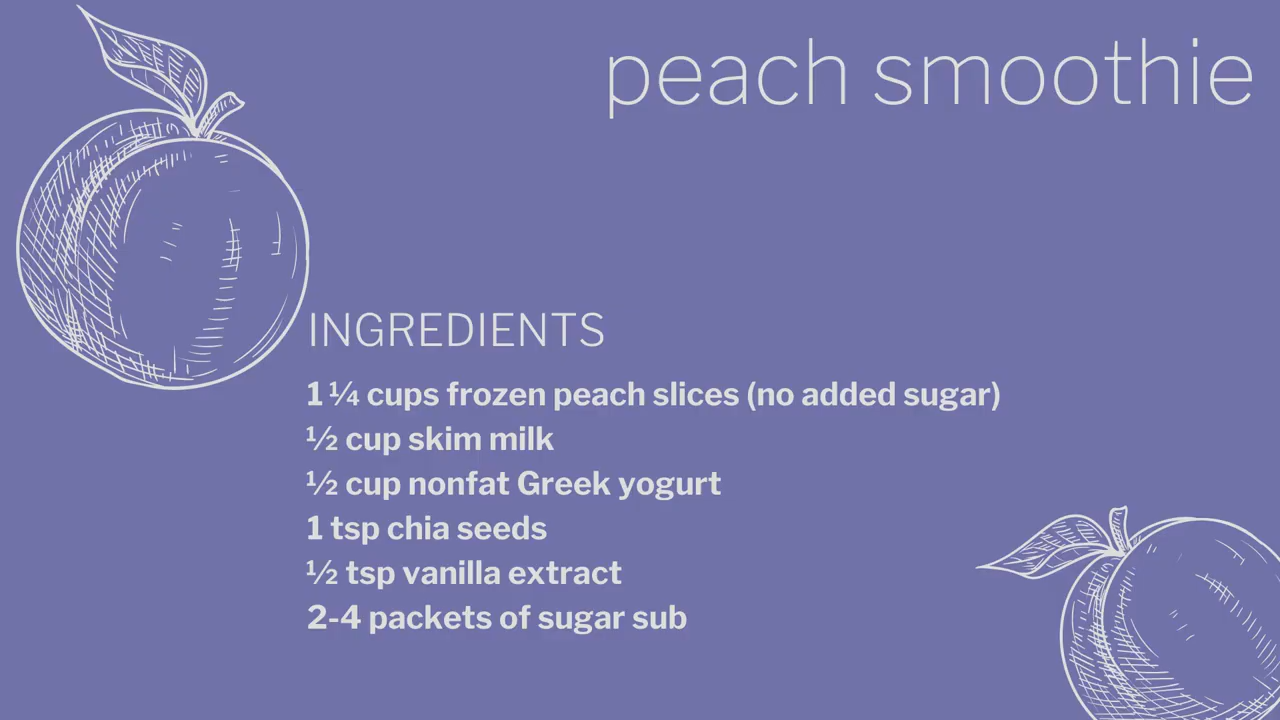 peach smoothie
INGREDIENTS
1 ¼ cups frozen peach slices (no added sugar)
½ cup skim milk
½ cup nonfat Greek yogurt
1 tsp chia seeds
½ tsp vanilla extract
2-4 packets of sugar sub